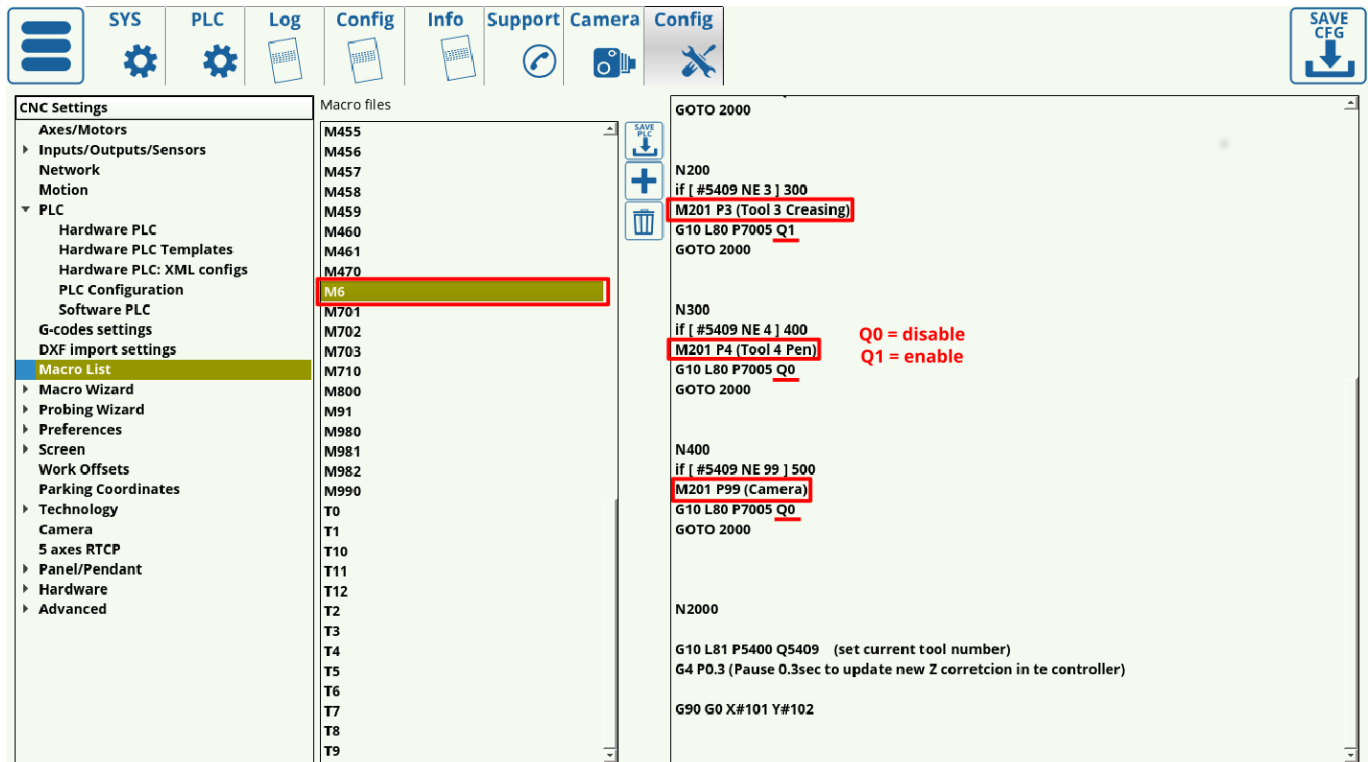 SYS
PLC
Log
Config
Info
Support
Camera
Config
SAVE
CFG
CNC Settings
Axes/Motors
Inputs/Outputs/Sensors
Network
Motion
PLC
Hardware PLC
Hardware PLC Templates
Hardware PLC: XML configs
PLC Configuration
Software PLC
G-codes settings
DXF import settings
Macro List
Macro Wizard
Probing Wizard
Preferences
Screen
Work Offsets
Parking Coordinates
Technology
Camera
5 axes RTCP
Panel/Pendant
Hardware
Advanced
Macro files
M455
M456
M457
M458
M459
M460
M461
M470
M6
M701
M702
M703
M710
M800
M91
M980
M981
M982
M990
T0
T1
T10
T11
T12
T2
T3
T4
T5
T6
T7
T8
T9
SAVE
PLC
GOTO 2000
N200
if [ #5409 NE 3 ] 300
M201 P3 (Tool 3 Creasing)
G10 L80 P7005 Q1
GOTO 2000
N300
if [ #5409 NE 4 ] 400
M201 P4 (Tool 4 Pen)
G10 L80 P7005 Q0
GOTO 2000
Q0 = disable
Q1 = enable
N400
if [ #5409 NE 99 ] 500
M201 P99 (Camera)
G10 L80 P7005 Q0
GOTO 2000
N2000
G10 L81 P5400 Q5409 (set current tool number)
G4 P0.3 (Pause 0.3sec to update new Z corretcion in te controller)
G90 G0 X#101 Y#102